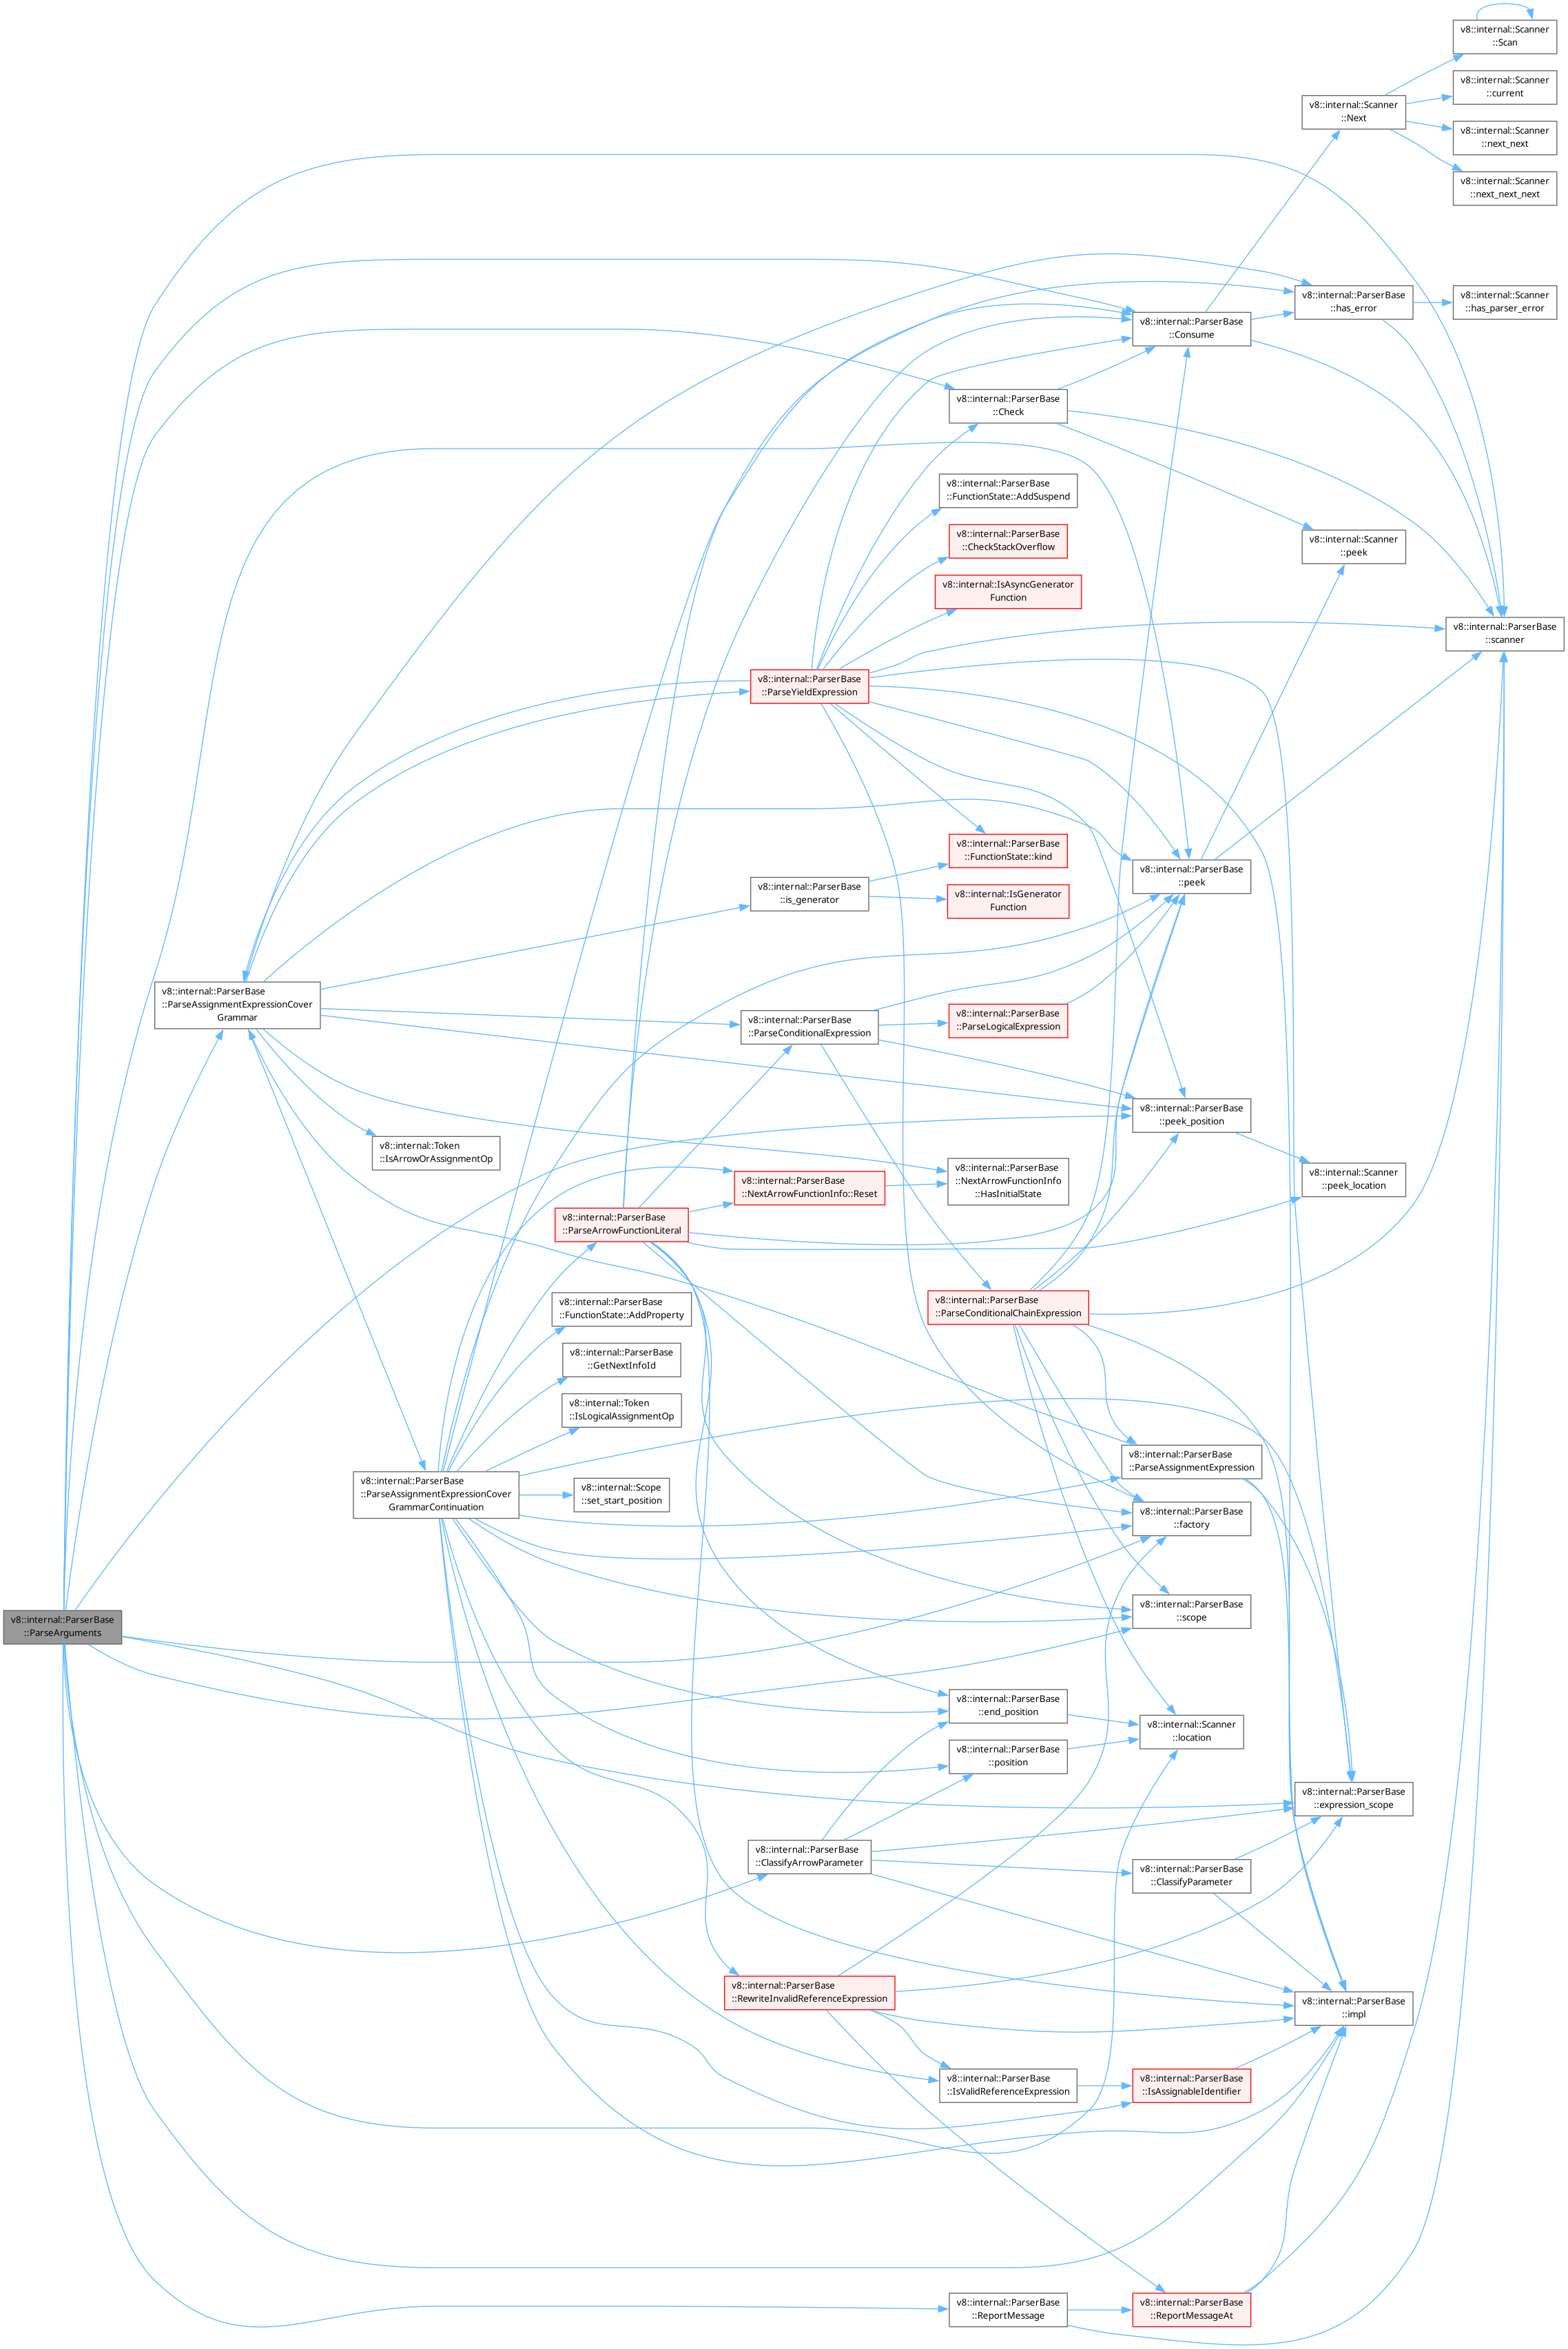 v8::internal::Scanner
::Scan
v8::internal::Scanner
::current
v8::internal::Scanner
::Next
v8::internal::Scanner
::next_next
v8::internal::Scanner
::next_next_next
v8::internal::ParserBase
::has_error
v8::internal::Scanner
::has_parser_error
v8::internal::ParserBase
::Consume
v8::internal::ParserBase
::Check
v8::internal::ParserBase
::FunctionState::AddSuspend
v8::internal::ParserBase
::CheckStackOverflow
v8::internal::Scanner
::peek
v8::internal::IsAsyncGenerator
Function
v8::internal::ParserBase
::scanner
v8::internal::ParserBase
::ParseYieldExpression
v8::internal::ParserBase
::FunctionState::kind
v8::internal::ParserBase
::peek
v8::internal::ParserBase
::is_generator
v8::internal::IsGenerator
Function
v8::internal::ParserBase
::ParseAssignmentExpressionCover
Grammar
v8::internal::ParserBase
::ParseConditionalExpression
v8::internal::ParserBase
::ParseLogicalExpression
v8::internal::ParserBase
::peek_position
v8::internal::Token
::IsArrowOrAssignmentOp
v8::internal::ParserBase
::NextArrowFunctionInfo::Reset
v8::internal::ParserBase
::NextArrowFunctionInfo
::HasInitialState
v8::internal::Scanner
::peek_location
v8::internal::ParserBase
::ParseArrowFunctionLiteral
v8::internal::ParserBase
::FunctionState::AddProperty
v8::internal::ParserBase
::ParseConditionalChainExpression
v8::internal::ParserBase
::GetNextInfoId
v8::internal::Token
::IsLogicalAssignmentOp
v8::internal::ParserBase
::ParseAssignmentExpression
v8::internal::ParserBase
::ParseAssignmentExpressionCover
GrammarContinuation
v8::internal::Scope
::set_start_position
v8::internal::ParserBase
::factory
v8::internal::ParserBase
::ParseArguments
v8::internal::ParserBase
::scope
v8::internal::ParserBase
::end_position
v8::internal::Scanner
::location
v8::internal::ParserBase
::position
v8::internal::ParserBase
::expression_scope
v8::internal::ParserBase
::ClassifyArrowParameter
v8::internal::ParserBase
::ClassifyParameter
v8::internal::ParserBase
::RewriteInvalidReferenceExpression
v8::internal::ParserBase
::impl
v8::internal::ParserBase
::IsValidReferenceExpression
v8::internal::ParserBase
::IsAssignableIdentifier
v8::internal::ParserBase
::ReportMessage
v8::internal::ParserBase
::ReportMessageAt